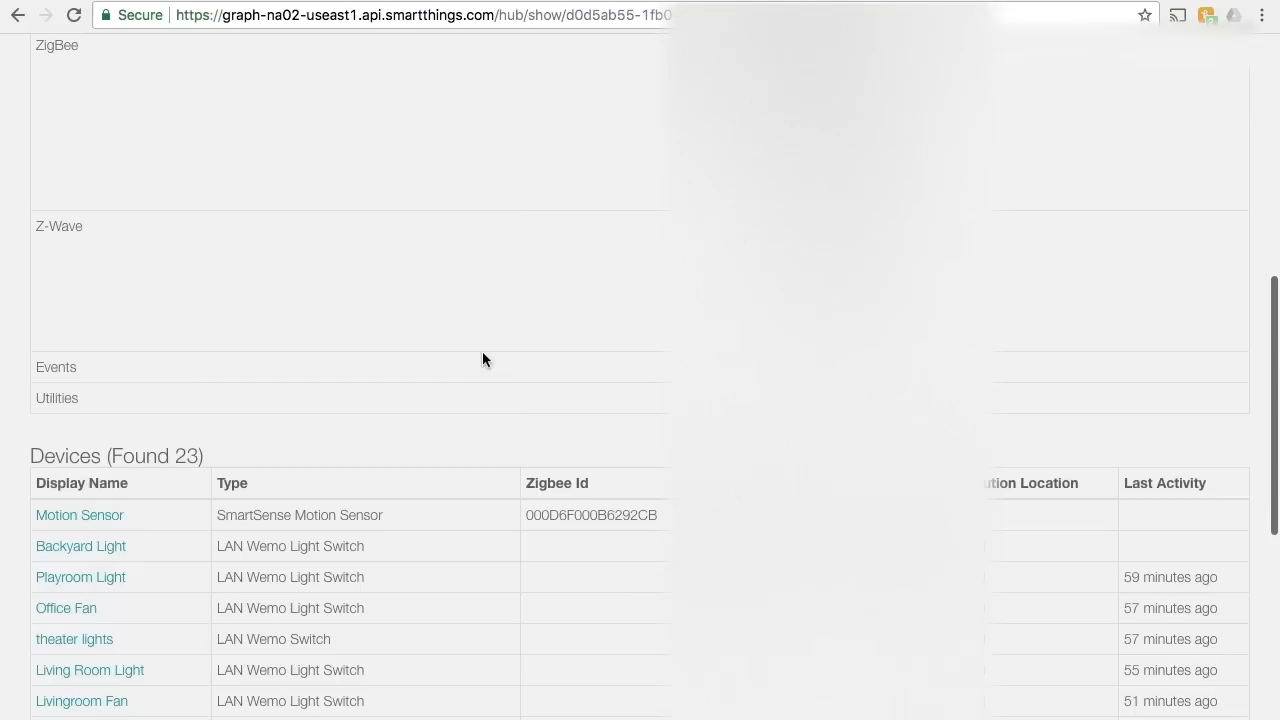 Secure https://graph-na02-useast1.api.smartthings.com/hub/show/d0d5ab55-1fb0-
ZigBee
Z-Wave
Events
Utilities
Devices (Found 23)
Display Name Type Zigbee Id Location Last Activity
Motion Sensor SmartSense Motion Sensor 000D6F000B6292CB
Backyard Light LAN Wemo Light Switch
Playroom Light LAN Wemo Light Switch 59 minutes ago
Office Fan LAN Wemo Light Switch 57 minutes ago
theater lights LAN Wemo Switch 57 minutes ago
Living Room Light LAN Wemo Light Switch 55 minutes ago
Livingroom Fan LAN Wemo Light Switch 51 minutes ago